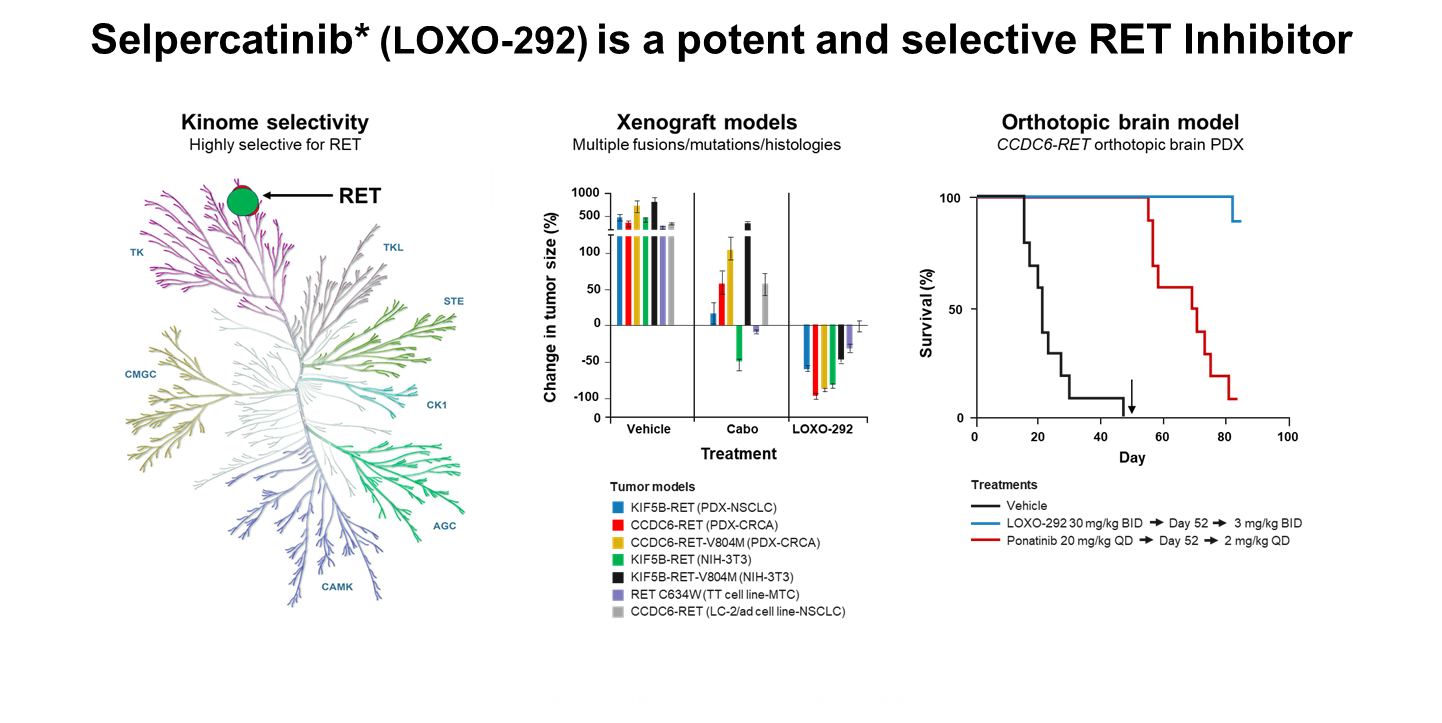 Selpercatinib* (LOXO-292) is a potent and selective RET Inhibitor
Kinome selectivity
Highly selective for RET
RET
TK
TKL
STE
CMGC
CK1
AGC
CAMK
Xenograft models
Multiple fusions/mutations/histologies
Change in tumor size (%)
1000
500
100
50
0
-50
-100
0
Vehicle
Cabo
LOXO-292
Treatment
Tumor models
KIF5B-RET (PDX-NSCLC)
CCDC6-RET (PDX-CRCA)
CCDC6-RET-V804M (PDX-CRCA)
KIF5B-RET (NIH-3T3)
KIF5B-RET-V804M (NIH-3T3)
RET C634W (TT cell line-MTC)
CCDC6-RET (LC-2/ad cell line-NSCLC)
Orthotopic brain model
CCDC6-RET orthotopic brain PDX
Survival (%)
100
50
0
0 20 40 60 80 100
Day
Treatments
Vehicle
LOXO-292 30 mg/kg BID → Day 52 → 3 mg/kg BID
Ponatinib 20 mg/kg QD → Day 52 → 2 mg/kg QD